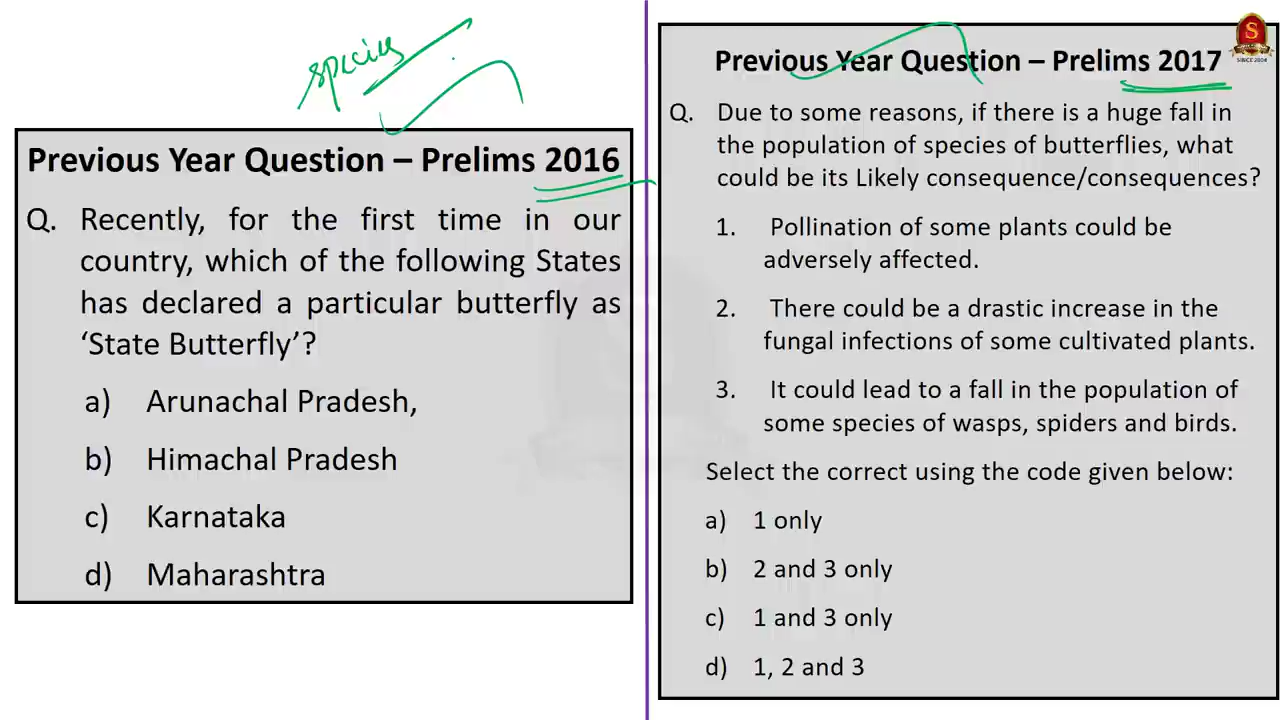 species
Previous Year Question – Prelims 2016
Q. Recently, for the first time in our
country, which of the following States
has declared a particular butterfly as
‘State Butterfly’?
a) Arunachal Pradesh,
b) Himachal Pradesh
c) Karnataka
d) Maharashtra
S
SINCE 2004
Previous Year Question – Prelims 2017
Q. Due to some reasons, if there is a huge fall in
the population of species of butterflies, what
could be its Likely consequence/consequences?
1. Pollination of some plants could be
adversely affected.
2. There could be a drastic increase in the
fungal infections of some cultivated plants.
3. It could lead to a fall in the population of
some species of wasps, spiders and birds.
Select the correct using the code given below:
a) 1 only
b) 2 and 3 only
c) 1 and 3 only
d) 1, 2 and 3